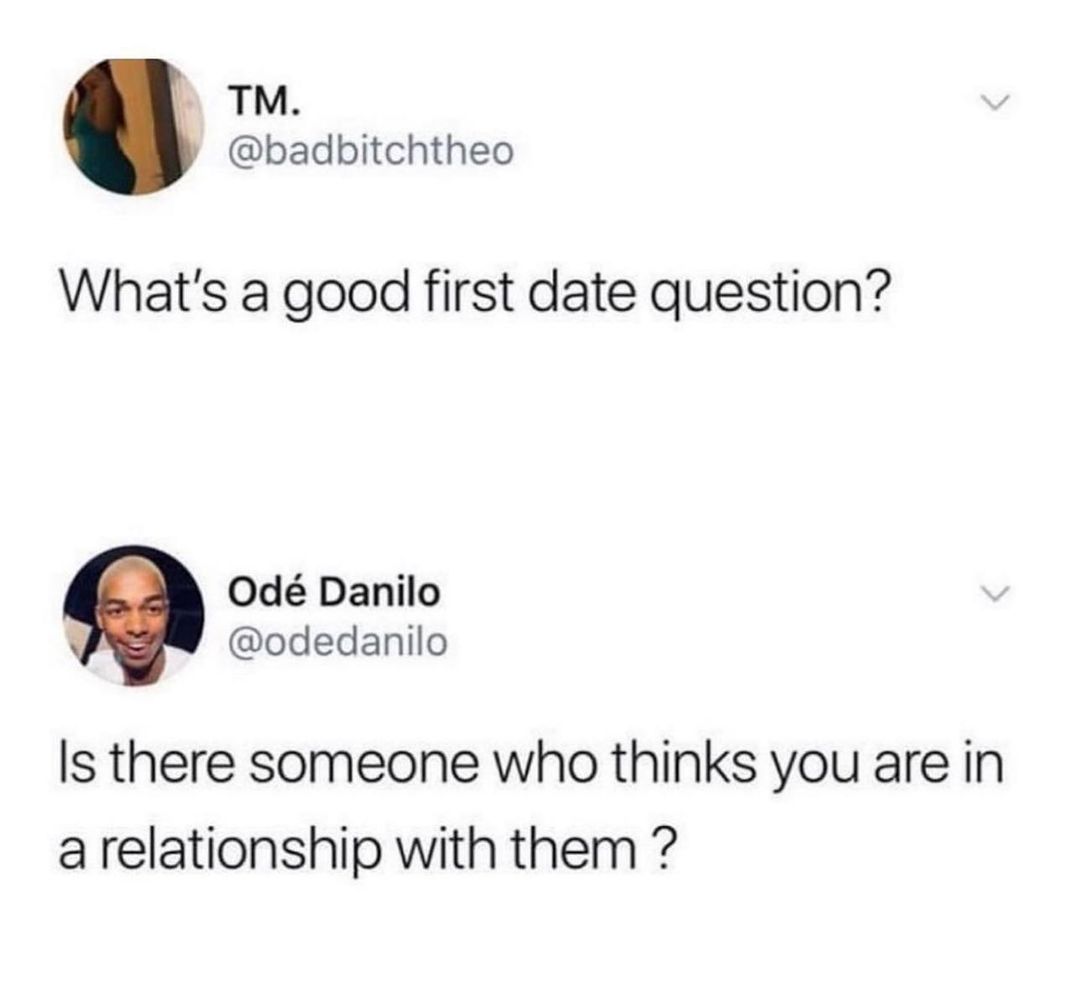 TM.
@badbitchtheo
What's a good first date question?
Odé Danilo
@odedanilo
Is there someone who thinks you are in
a relationship with them ?